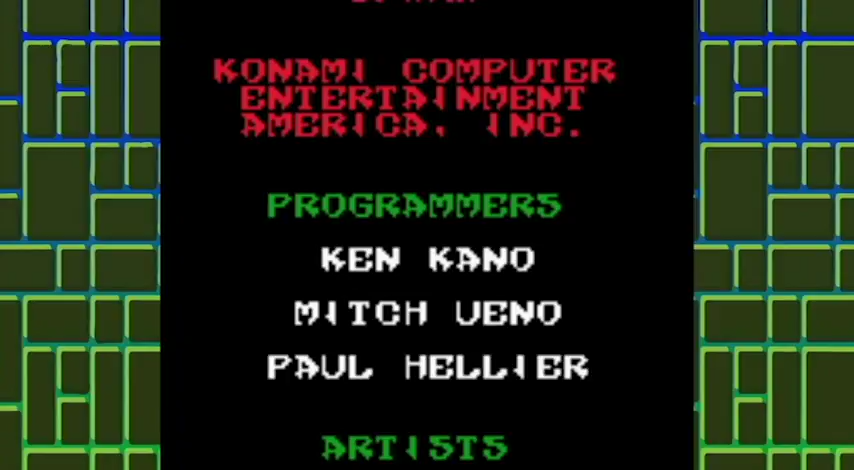 KONAMI COMPUTER
ENTERTAINMENT
AMERICA, INC.
PROGRAMMERS
KEN KANO
MITCH UENO
PAUL HELLIER
ARTISTS